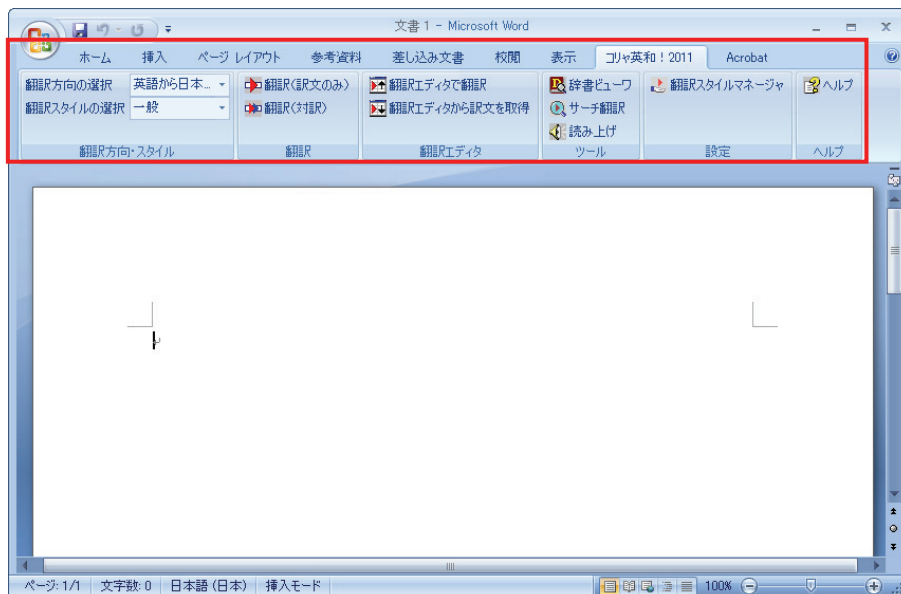 文書 1 - Microsoft Word
ホーム 挿入 ページ レイアウト 参考資料 差し込み文書 校閲 表示 コリャ英和！2011 Acrobat
翻訳方向の選択 英語から日本... 翻訳(訳文のみ) 翻訳エディタで翻訳 辞書ビューワ 翻訳スタイルマネージャ ヘルプ
翻訳スタイルの選択 一般 翻訳(対訳) 翻訳エディタから訳文を取得 サーチ翻訳
読み上げ
翻訳方向・スタイル 翻訳 翻訳エディタ ツール 設定 ヘルプ
ページ: 1/1 文字数: 0 日本語 (日本) 挿入モード 100%